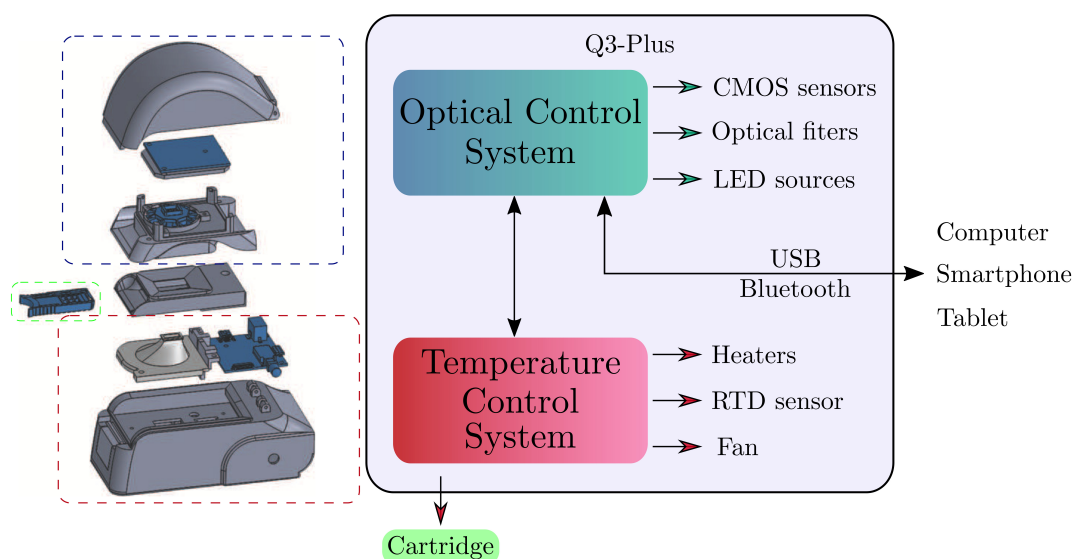 Q3-Plus
Optical Control
System
CMOS sensors
Optical fiters
LED sources
USB
Bluetooth
Computer
Smartphone
Tablet
Temperature
Control
System
Heaters
RTD sensor
Fan
Cartridge